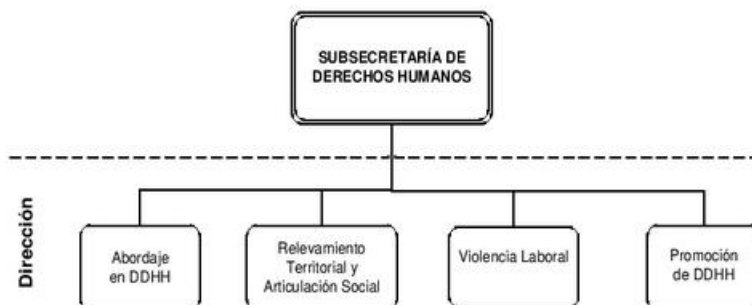 SUBSECRETARÍA DE
DERECHOS HUMANOS
Dirección
Abordaje
en DDHH
Relevamiento
Territorial y
Articulación Social
Violencia Laboral
Promoción
de DDHH